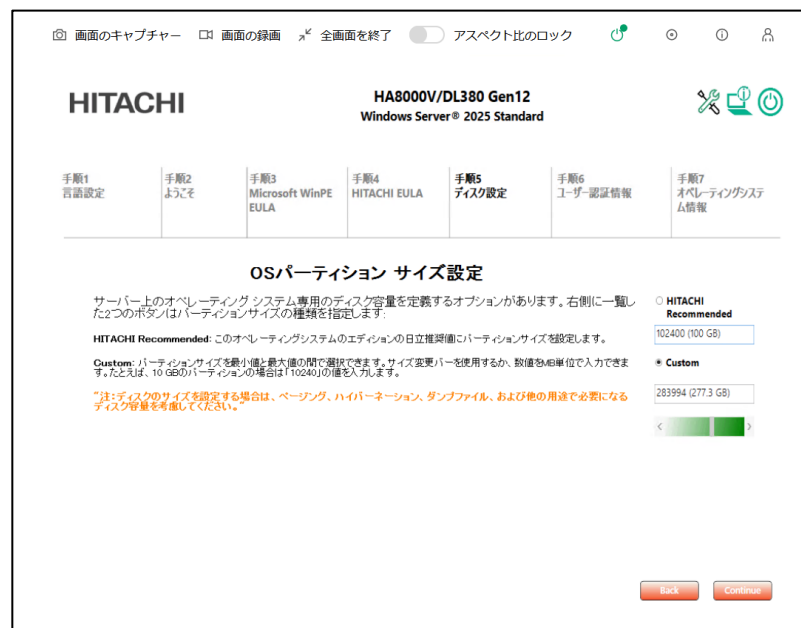 画面のキャプチャー 画面の録画 全画面を終了 アスペクト比のロック
HITACHI
HA8000V/DL380 Gen12
Windows Server® 2025 Standard
手順1
言語設定
手順2
ようこそ
手順3
Microsoft WinPE
EULA
手順4
HITACHI EULA
手順5
ディスク設定
手順6
ユーザー認証情報
手順7
オペレーティングシステ
ム情報
OSパーティション サイズ設定
サーバー上のオペレーティング システム専用のディスク容量を定義するオプションがあります。右側に一覧し
た2つのボタンはパーティションサイズの種類を指定します:
HITACHI Recommended: このオペレーティングシステムのエディションの日立推奨値にパーティションサイズを設定します。
Custom: パーティションサイズを最小値と最大値の間で選択できます。サイズ変更バーを使用するか、数値をMB単位で入力できま
す。たとえば、10 GBのパーティションの場合は「10240」の値を入力します。
"注:ディスクのサイズを設定する場合は、ページング、ハイバーネーション、ダンプファイル、および他の用途で必要になる
ディスク容量を考慮してください。"
HITACHI
Recommended
102400 (100 GB)
Custom
283994 (277.3 GB)
Back
Continue